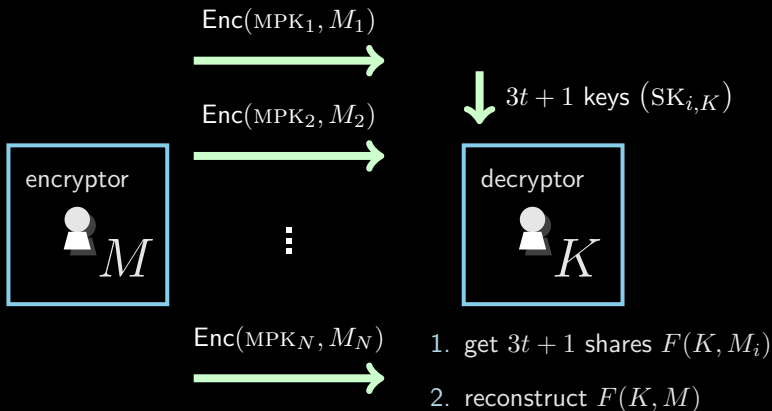 Enc(MPK₁, M₁)
3t + 1 keys (SK_{i,K})
Enc(MPK₂, M₂)
encryptor
M
decryptor
K
⋮
Enc(MPK_N, M_N)
1. get 3t + 1 shares F(K, M_i)
2. reconstruct F(K, M)